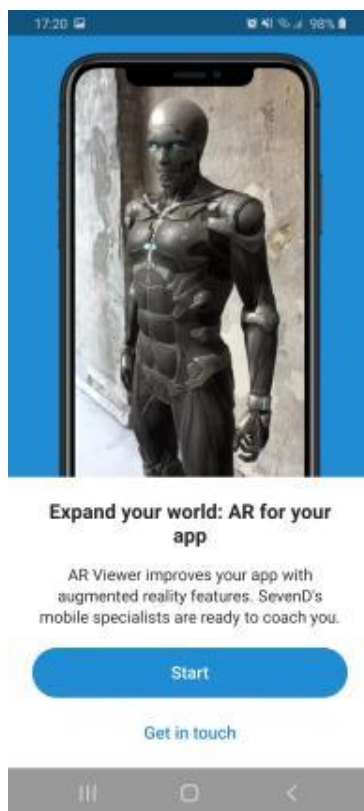 17:20 98%
Expand your world: AR for your
app
AR Viewer improves your app with
augmented reality features. SevenD's
mobile specialists are ready to coach you.
Start
Get in touch